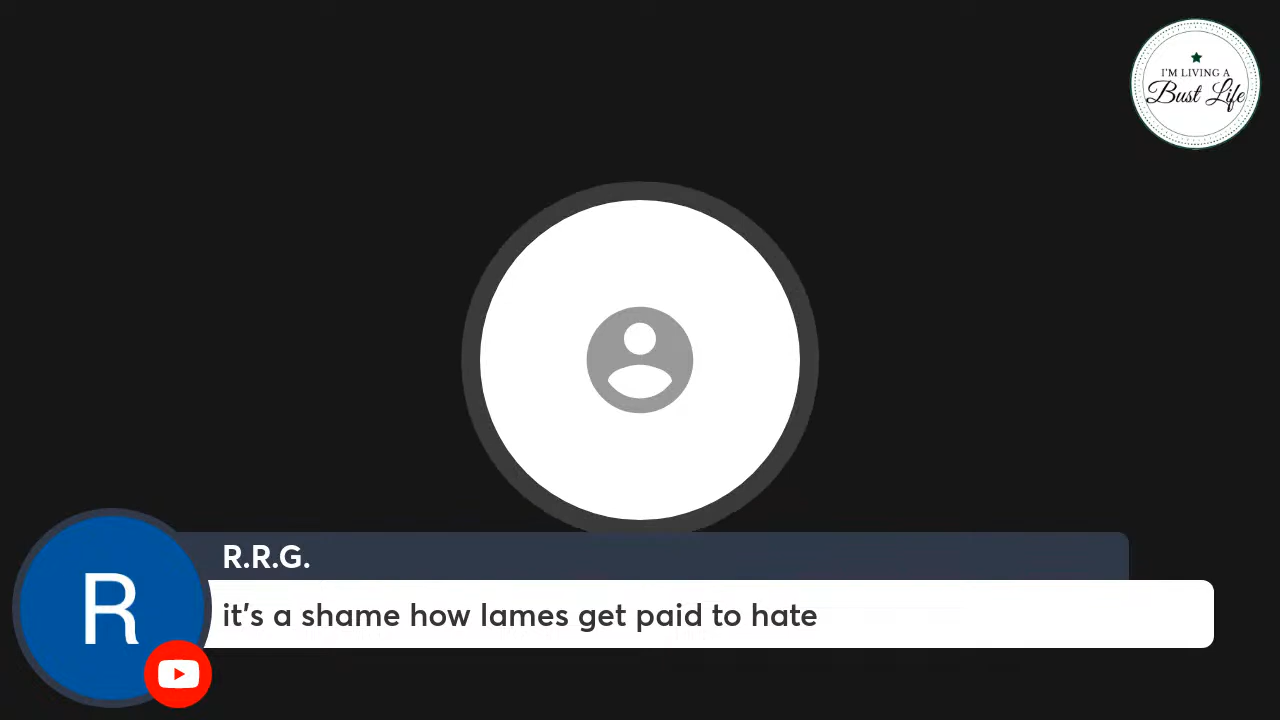 I'M LIVING A
Bust Life
R.R.G.
R
it's a shame how lames get paid to hate